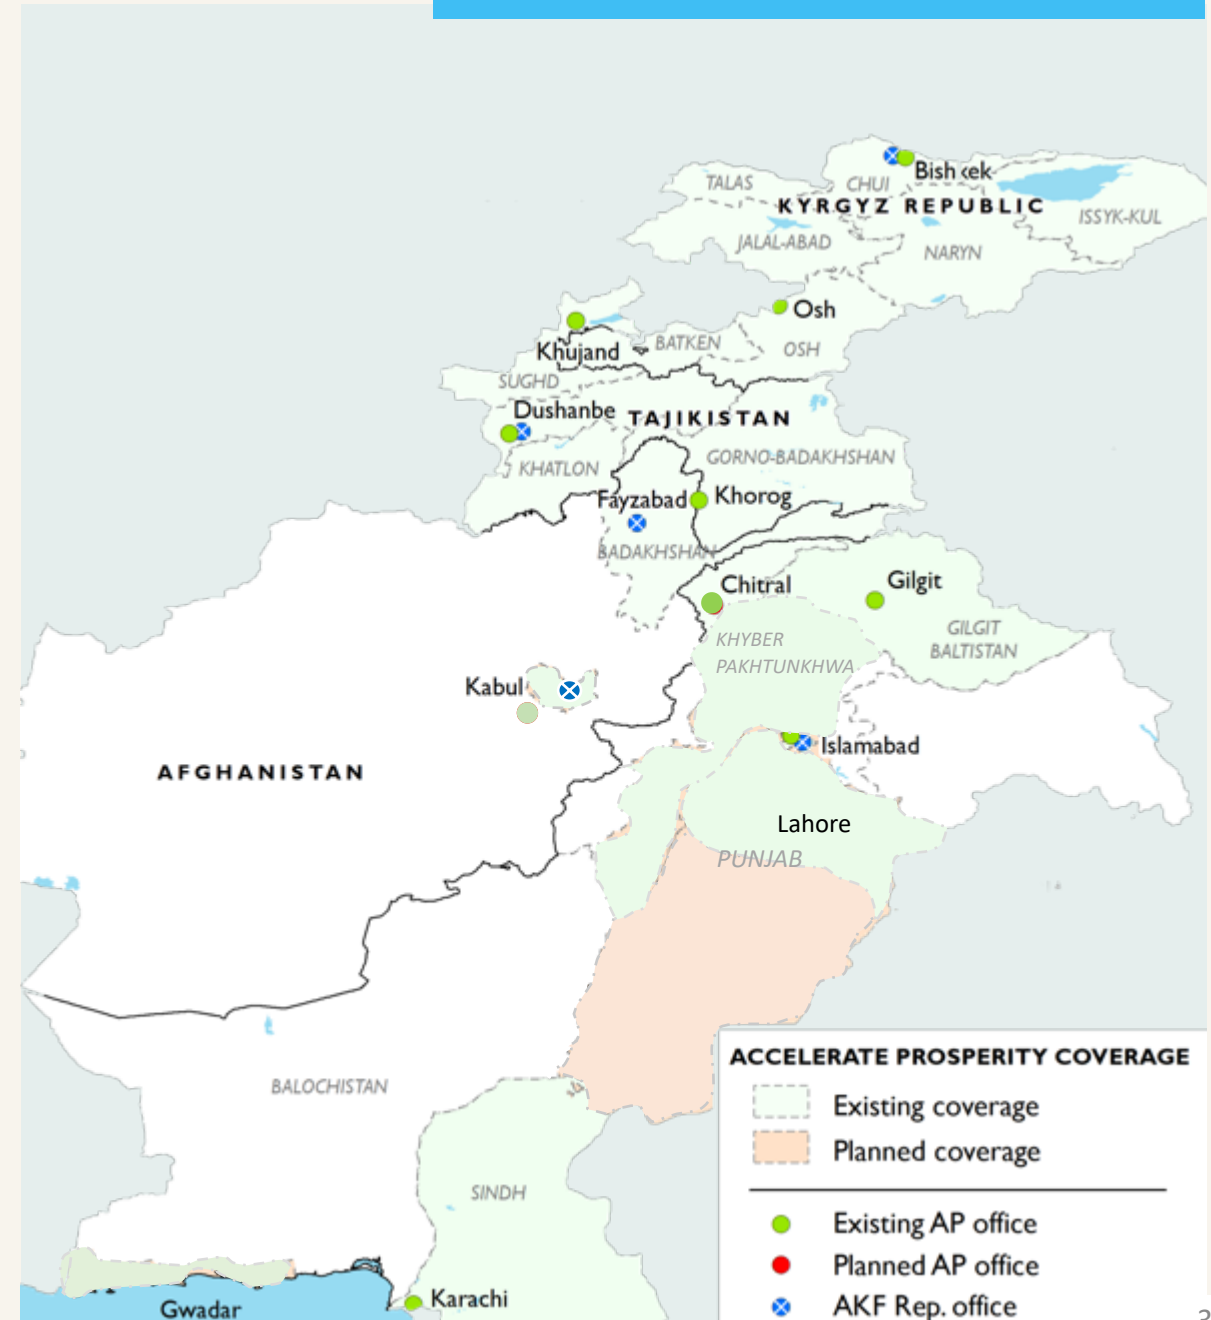 TALAS
CHUI
Bish‹ek
KYRGYZ REPUBLIC
ISSYK-KUL
JALAL-ABAD
NARYN
Osh
Khujand
BATKEN
OSH
SUGHD
Dushanbe
TAJIKISTAN
KHATLON
GORNO-BADAKHSHAN
Fayzabad
Khorog
BADAKHSHAN
Chitral
Gilgit
KHYBER
PAKHTUNKHWA
GILGIT
BALTISTAN
Kabul
Islamabad
AFGHANISTAN
Lahore
PUNJAB
BALOCHISTAN
SINDH
Gwadar
Karachi
ACCELERATE PROSPERITY COVERAGE
Existing coverage
Planned coverage
Existing AP office
Planned AP office
AKF Rep. office